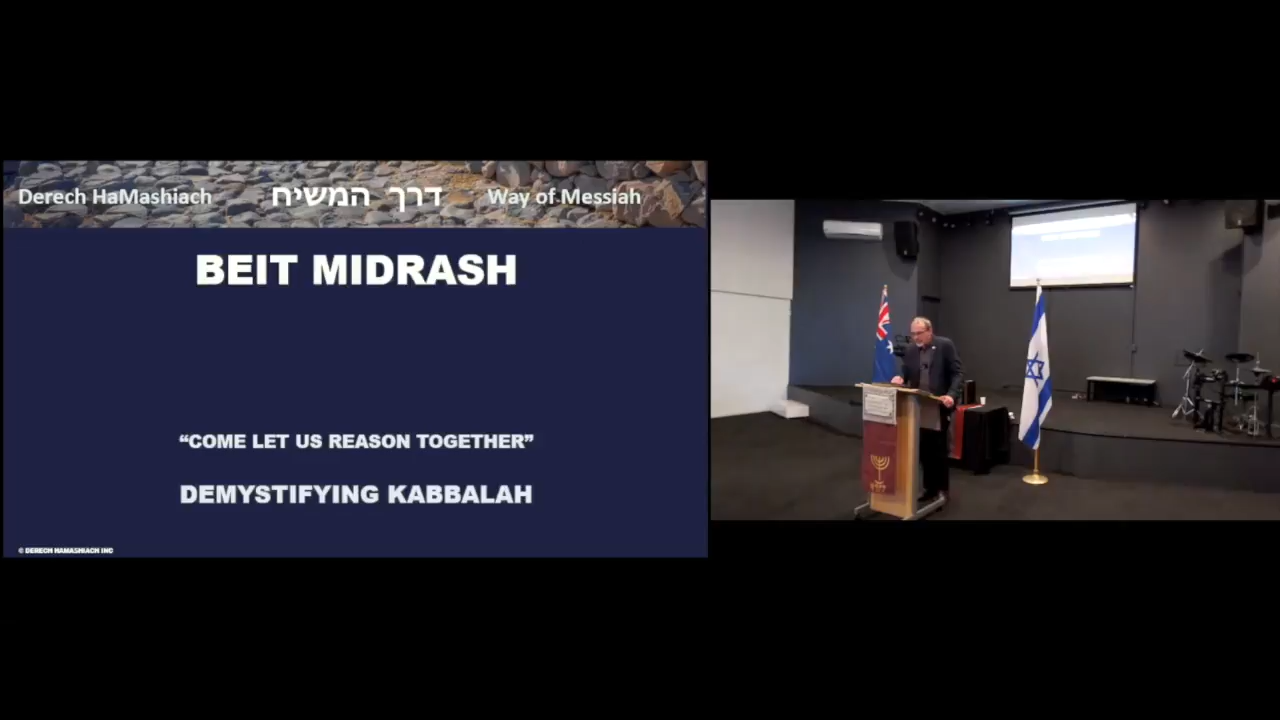 Derech HaMashiach דרך המשיח Way of Messiah
BEIT MIDRASH
“COME LET US REASON TOGETHER”
DEMYSTIFYING KABBALAH
© DERECH HAMASHIACH INC